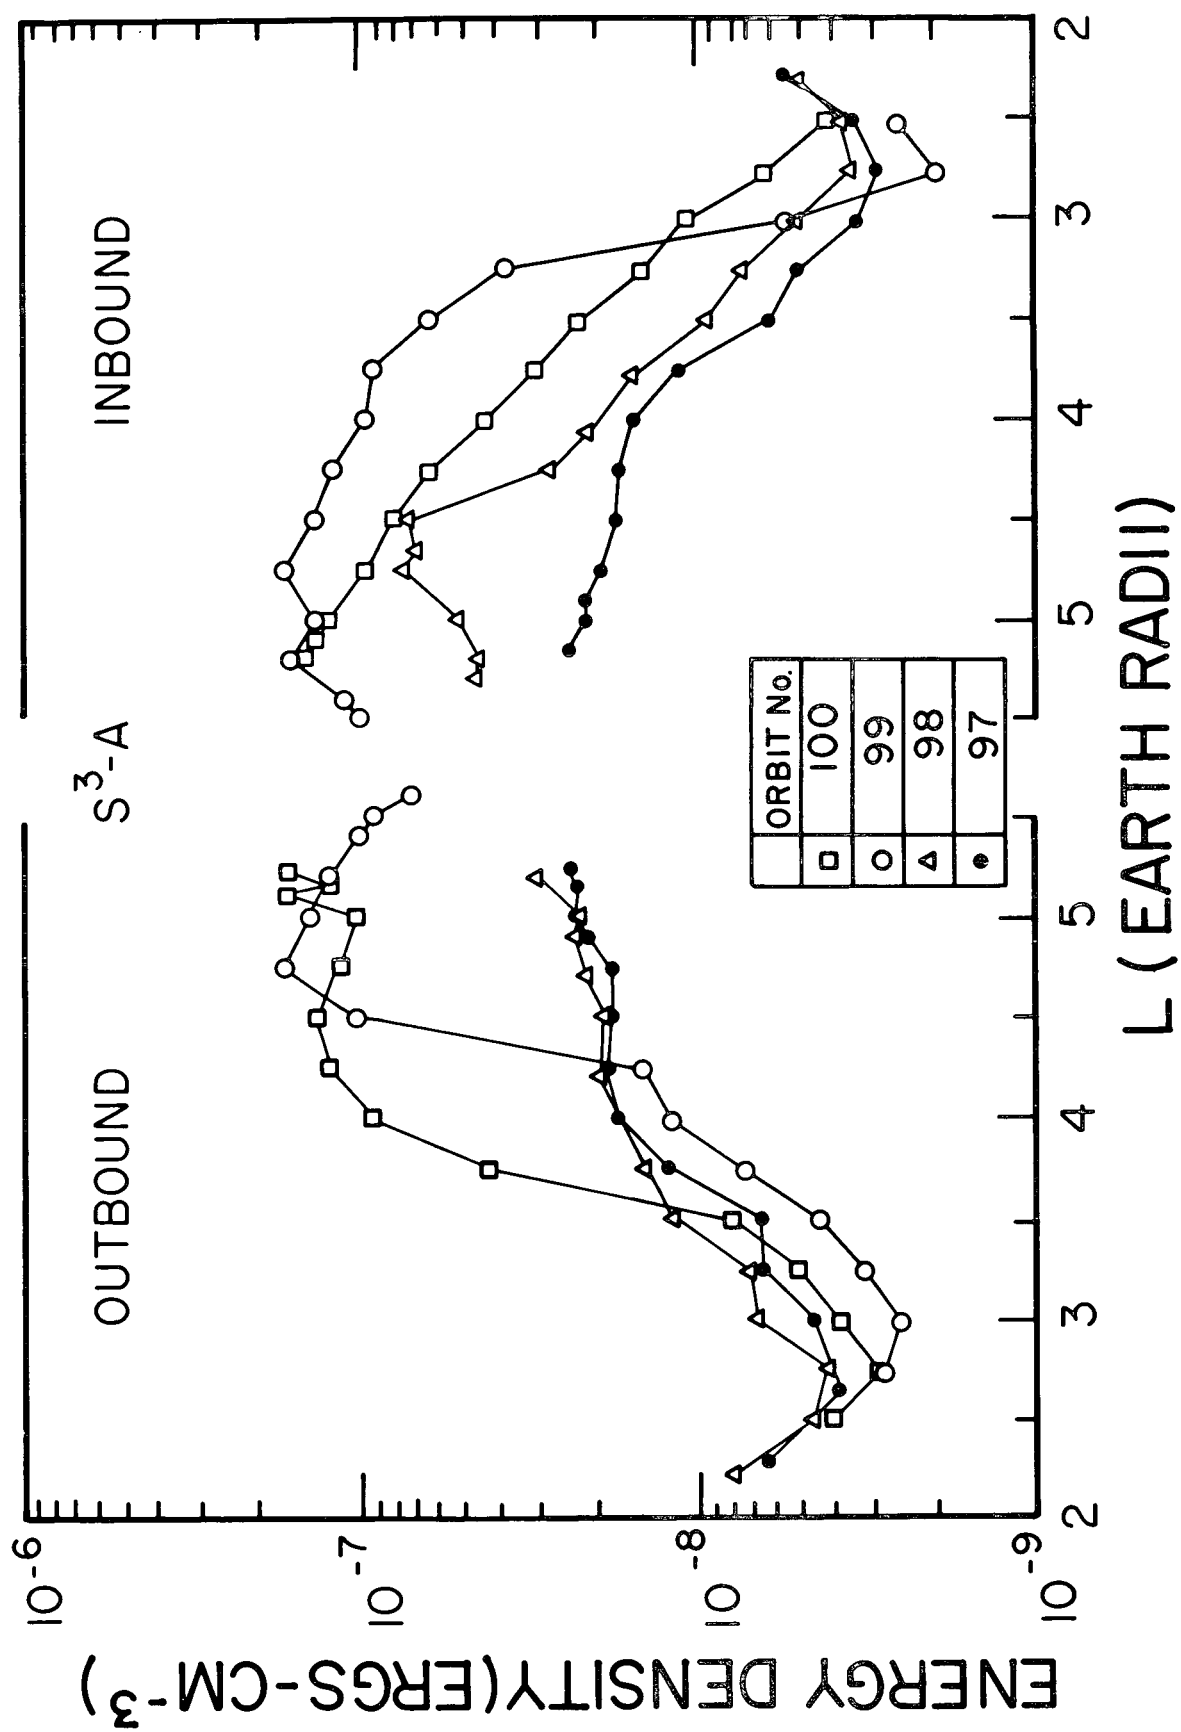 S³-A
OUTBOUND
INBOUND
ENERGY DENSITY (ERGS-CM⁻³)
10⁻⁶
10⁻⁷
10⁻⁸
10⁻⁹
2 3 4 5 5 4 3 2
L (EARTH RADII)
ORBIT No.
□ 100
○ 99
△ 98
● 97